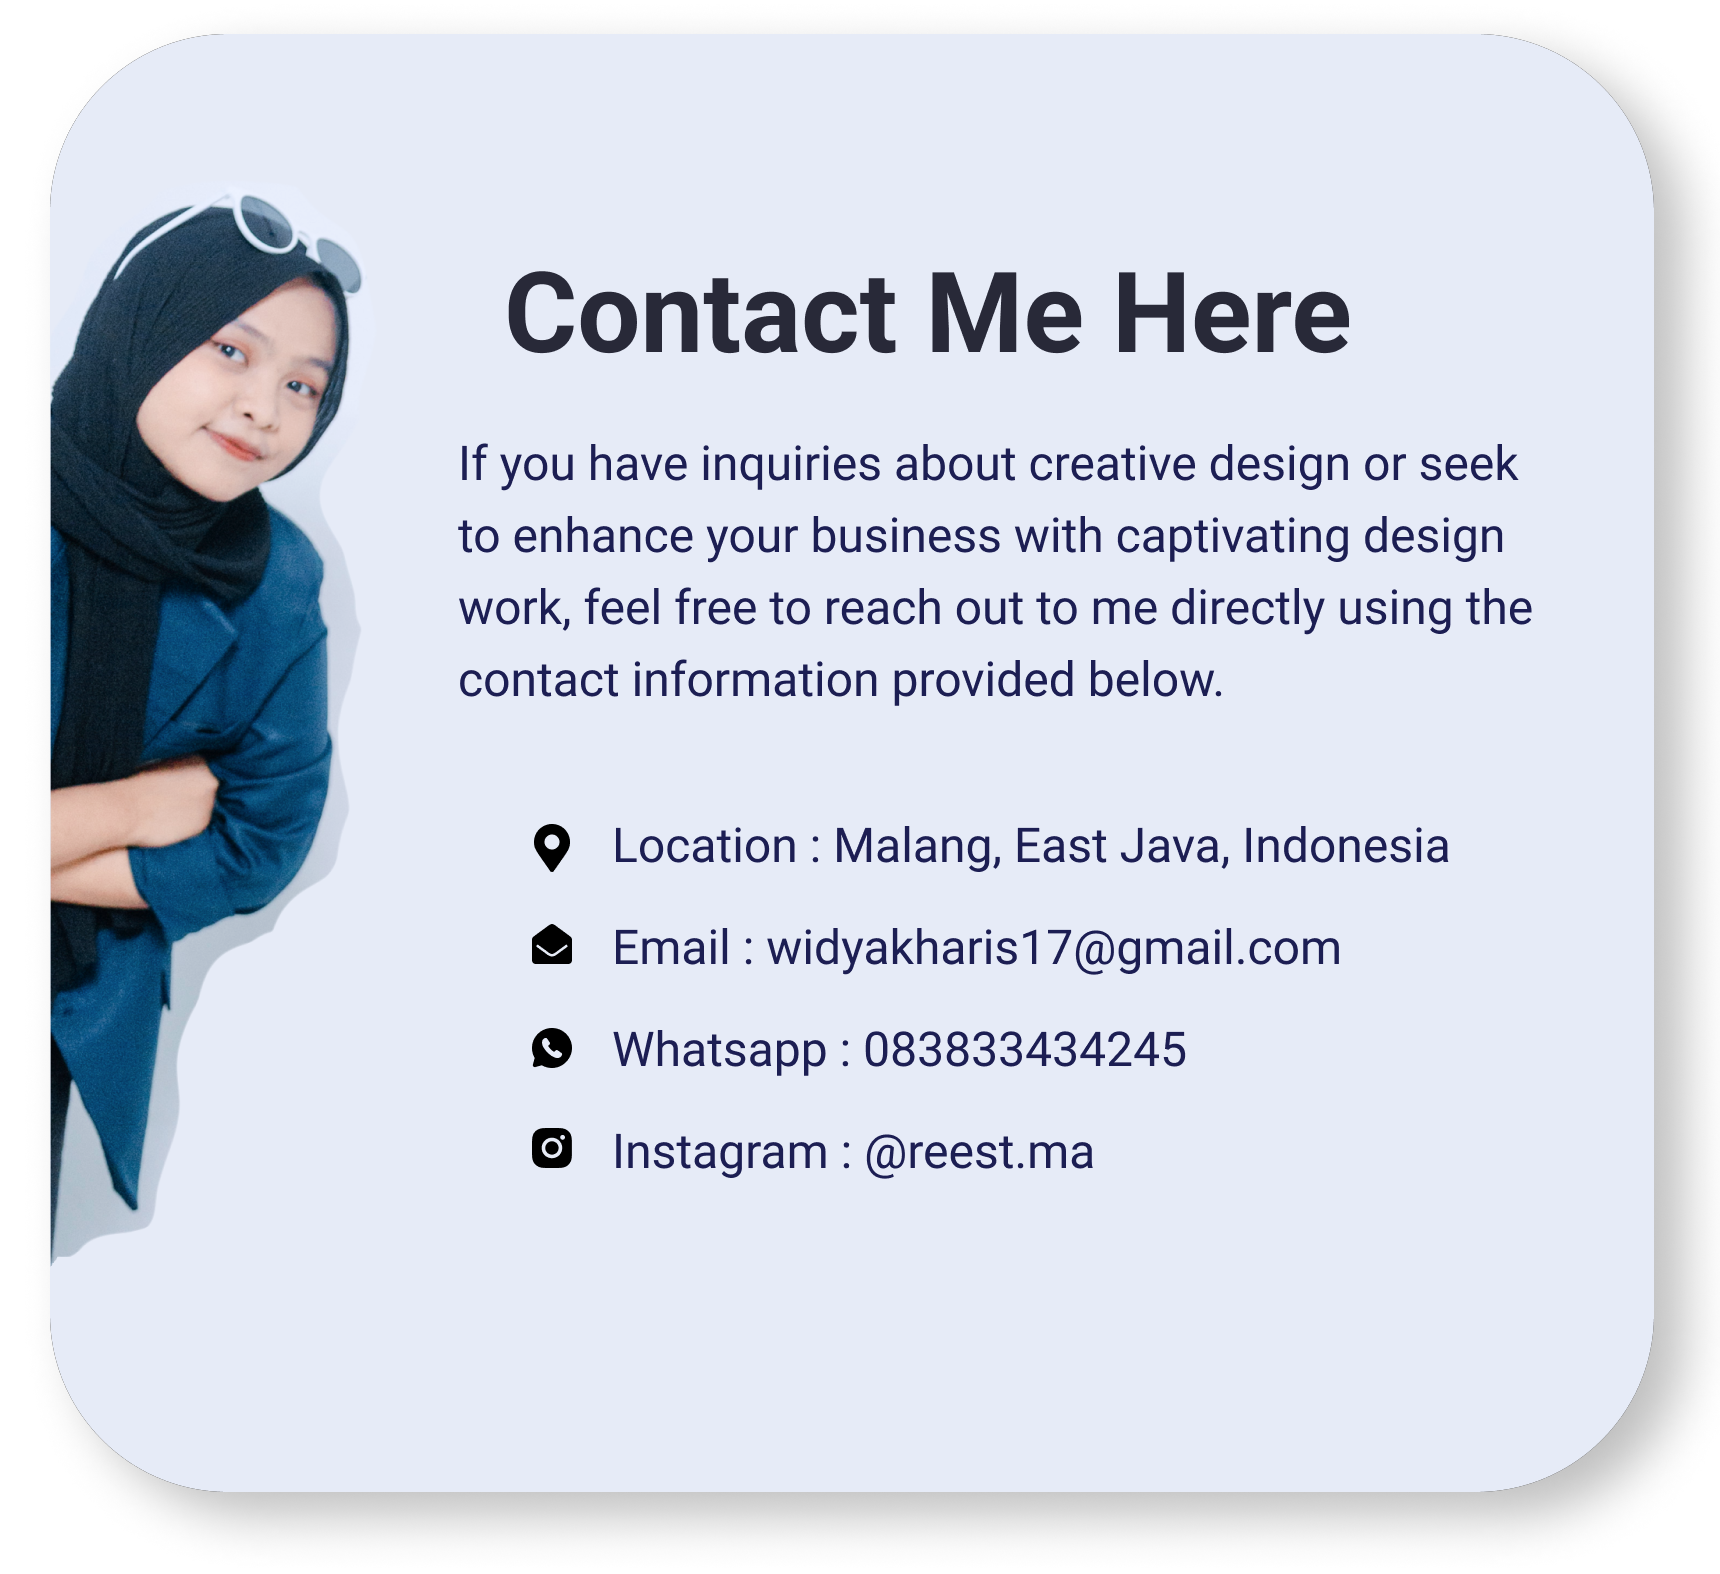 Contact Me Here
If you have inquiries about creative design or seek
to enhance your business with captivating design
work, feel free to reach out to me directly using the
contact information provided below.
Location : Malang, East Java, Indonesia
Email : widyakharis17@gmail.com
Whatsapp : 083833434245
Instagram : @reest.ma